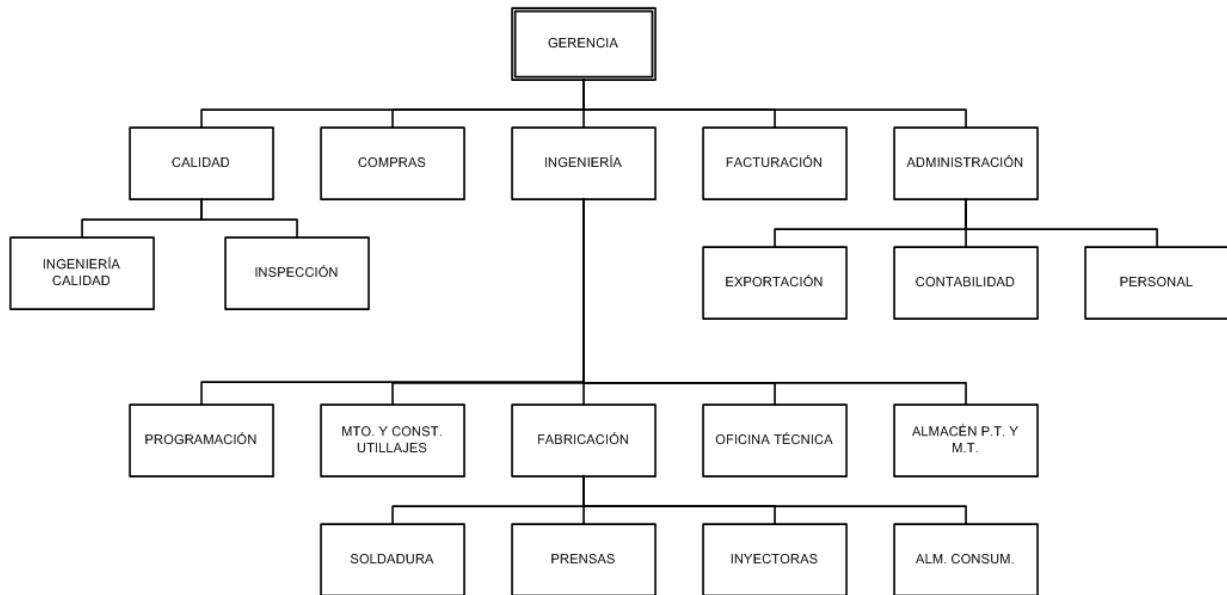 GERENCIA
CALIDAD
COMPRAS
INGENIERÍA
FACTURACIÓN
ADMINISTRACIÓN
INGENIERÍA
CALIDAD
INSPECCIÓN
EXPORTACIÓN
CONTABILIDAD
PERSONAL
PROGRAMACIÓN
MTO. Y CONST.
UTILLAJES
FABRICACIÓN
OFICINA TÉCNICA
ALMACÉN P.T. Y
M.T.
SOLDADURA
PRENSAS
INYECTORAS
ALM. CONSUM.